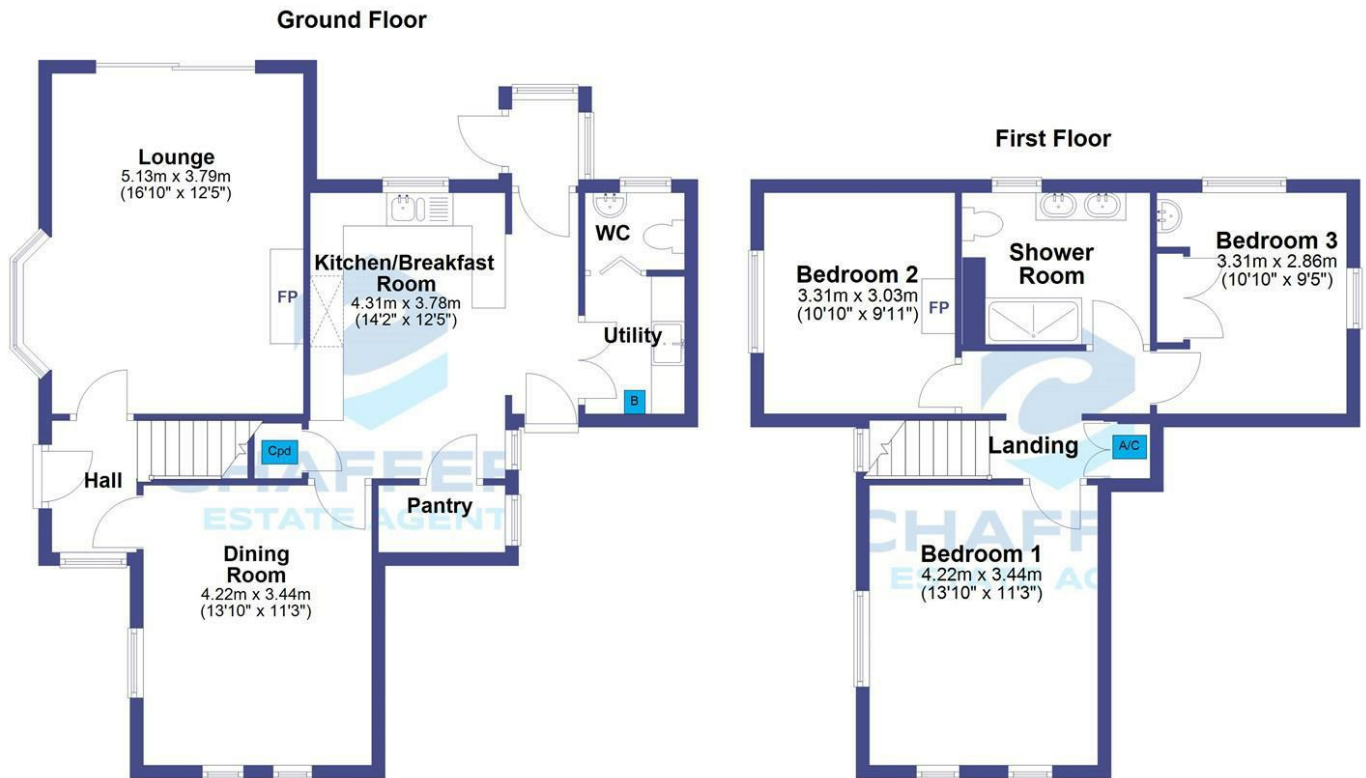 Ground Floor
Lounge
5.13m x 3.79m
(16'10" x 12'5")
FP
Kitchen/Breakfast
Room
4.31m x 3.78m
(14'2" x 12'5")
WC
Utility
B
Cpd
Hall
Pantry
Dining
Room
4.22m x 3.44m
(13'10" x 11'3")
CHAFFER
ESTATE AGENT
First Floor
Bedroom 2
3.31m x 3.03m
(10'10" x 9'11")
FP
Shower
Room
Bedroom 3
3.31m x 2.86m
(10'10" x 9'5")
Landing
A/C
Bedroom 1
4.22m x 3.44m
(13'10" x 11'3")
CHAFF
ESTATE AG